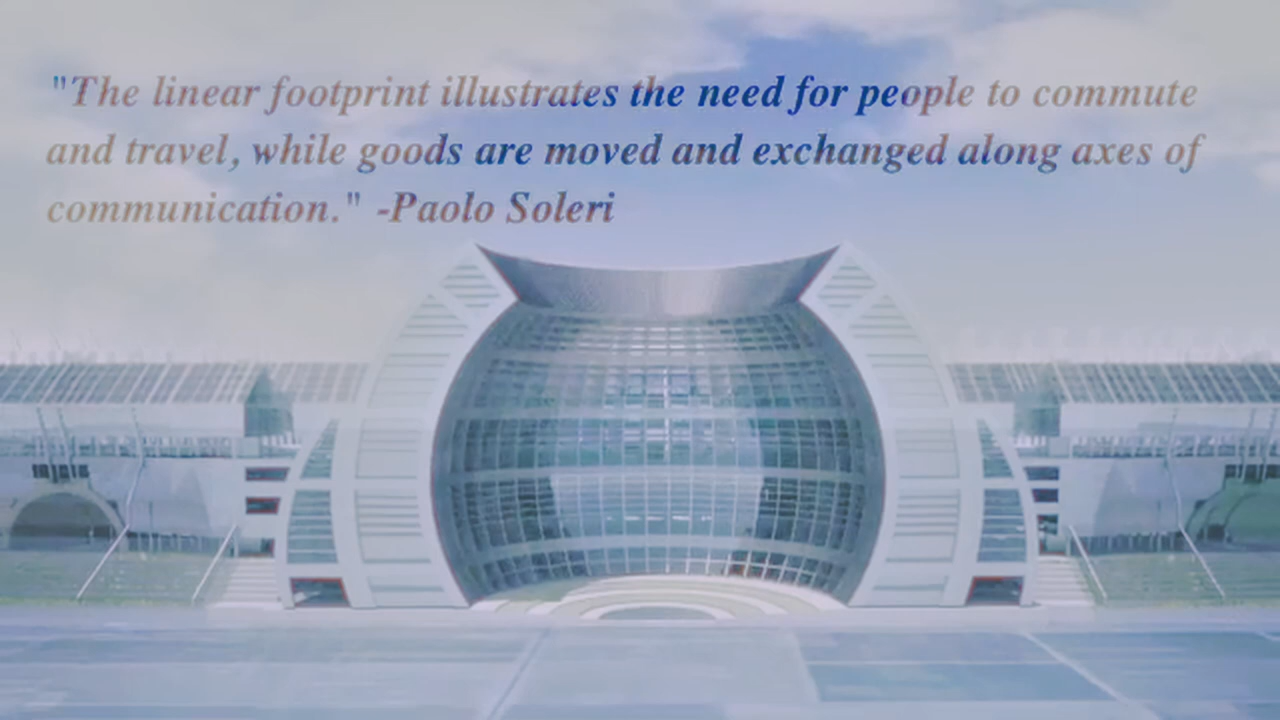 "The linear footprint illustrates the need for people to commute
and travel, while goods are moved and exchanged along axes of
communication." -Paolo Soleri